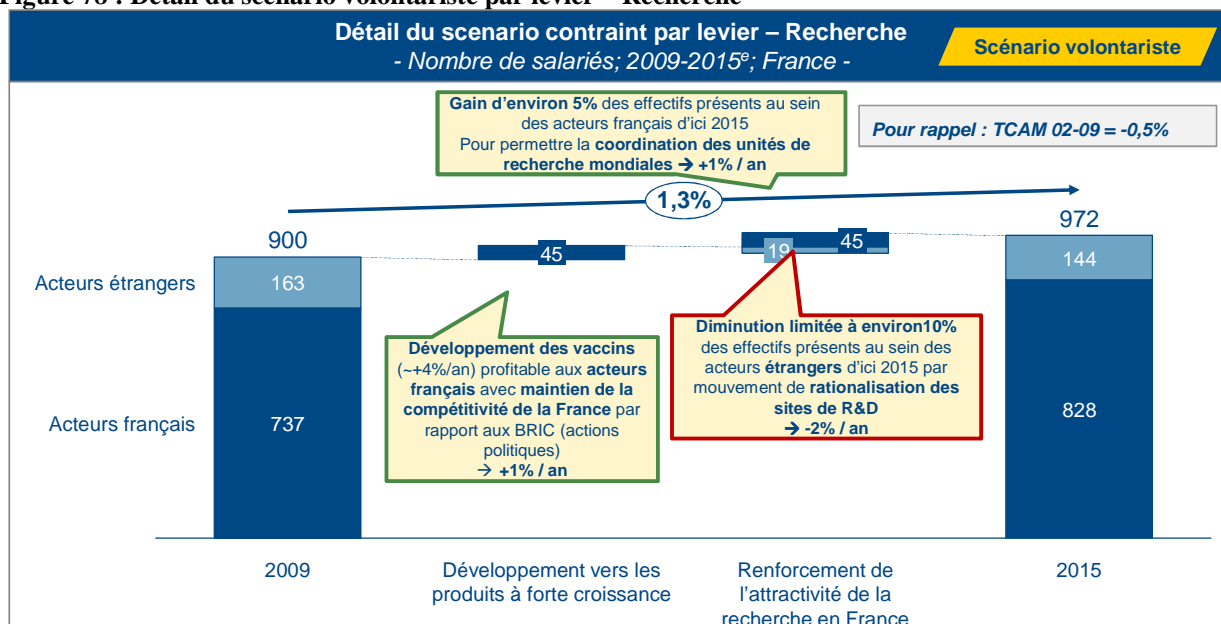 Figure 78 : Détail du scénario volontariste par levier – Recherche
Détail du scenario contraint par levier – Recherche
- Nombre de salariés; 2009-2015e; France -
Scénario volontariste
Gain d'environ 5% des effectifs présents au sein
des acteurs français d'ici 2015
Pour permettre la coordination des unités de
recherche mondiales ➔ +1% / an
Pour rappel : TCAM 02-09 = -0,5%
1,3%
900
45
19
45
972
Acteurs étrangers
163
144
Développement des vaccins
(~+4%/an) profitable aux acteurs
français avec maintien de la
compétitivité de la France par
rapport aux BRIC (actions
politiques)
→ +1% / an
Diminution limitée à environ10%
des effectifs présents au sein des
acteurs étrangers d'ici 2015 par
mouvement de rationalisation des
sites de R&D
➔ -2% / an
Acteurs français
737
828
2009
Développement vers les
produits à forte croissance
Renforcement de
l'attractivité de la
recherche en France
2015